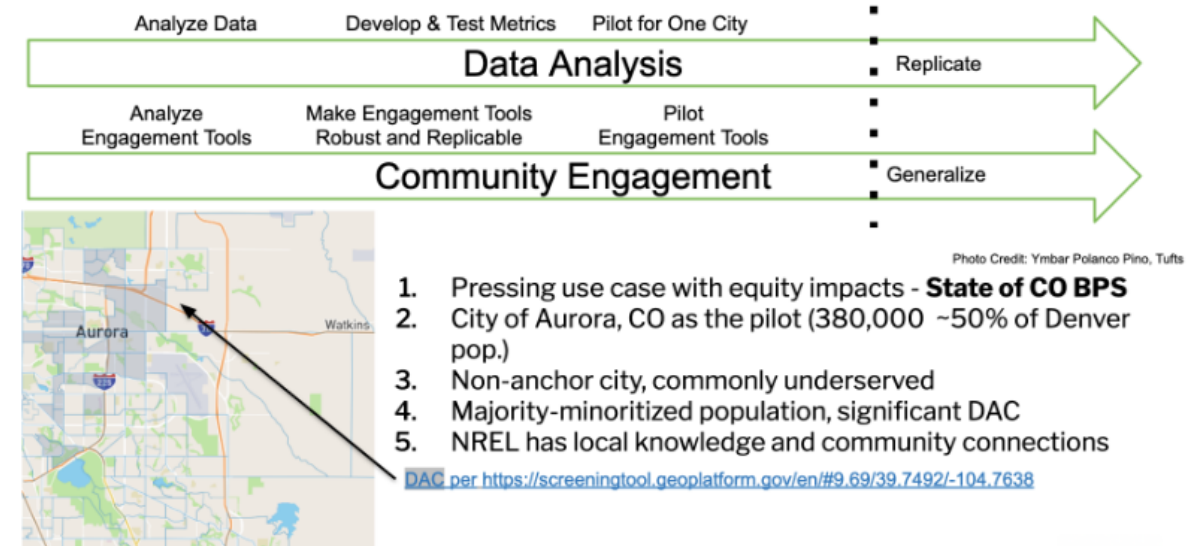 Analyze Data Develop & Test Metrics Pilot for One City
Data Analysis Replicate
Analyze Make Engagement Tools Pilot
Engagement Tools Robust and Replicable Engagement Tools
Community Engagement Generalize
Photo Credit: Ymbar Polanco Pino, Tufts
Aurora
Watkins
225
1. Pressing use case with equity impacts - State of CO BPS
2. City of Aurora, CO as the pilot (380,000 ~50% of Denver
pop.)
3. Non-anchor city, commonly underserved
4. Majority-minoritized population, significant DAC
5. NREL has local knowledge and community connections
DAC per https://screeningtool.geoplatform.gov/en/#9.69/39.7492/-104.7638